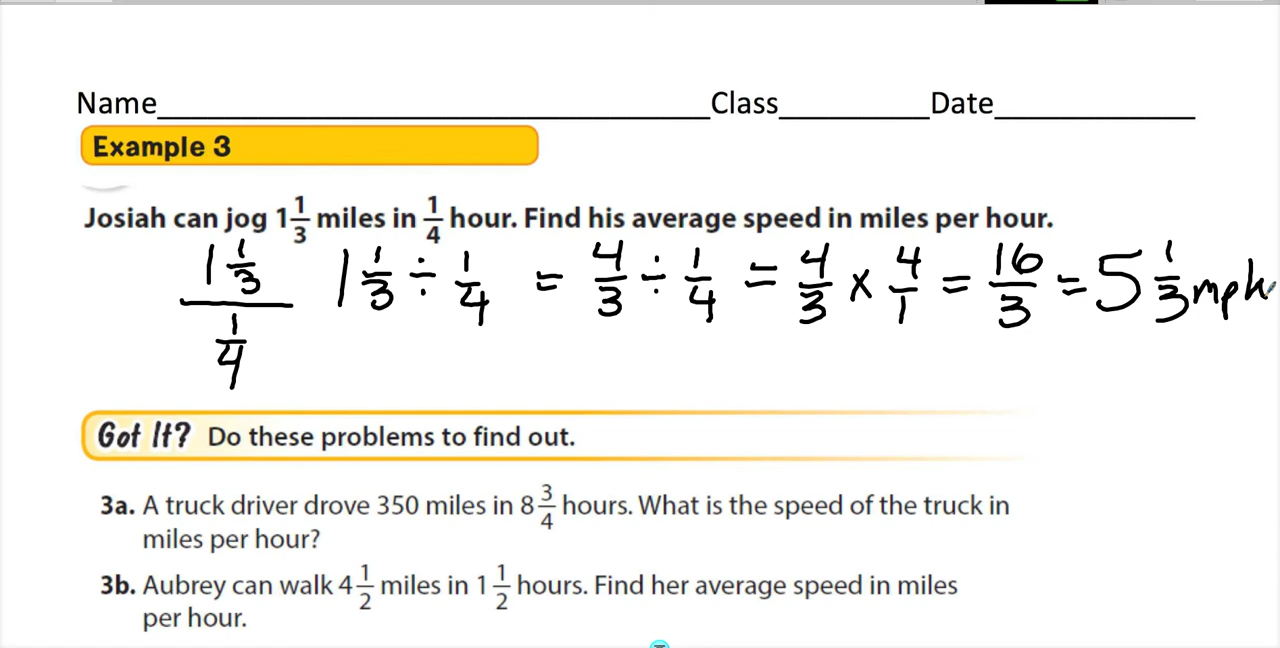 Name________________________________Class__________Date_____________
Example 3
Josiah can jog 1 1/3 miles in 1/4 hour. Find his average speed in miles per hour.
(1 1/3)/(1/4)   1 1/3 ÷ 1/4 = 4/3 ÷ 1/4 = 4/3 × 4/1 = 16/3 = 5 1/3 mph
Got It? Do these problems to find out.
3a. A truck driver drove 350 miles in 8 3/4 hours. What is the speed of the truck in
miles per hour?
3b. Aubrey can walk 4 1/2 miles in 1 1/2 hours. Find her average speed in miles
per hour.